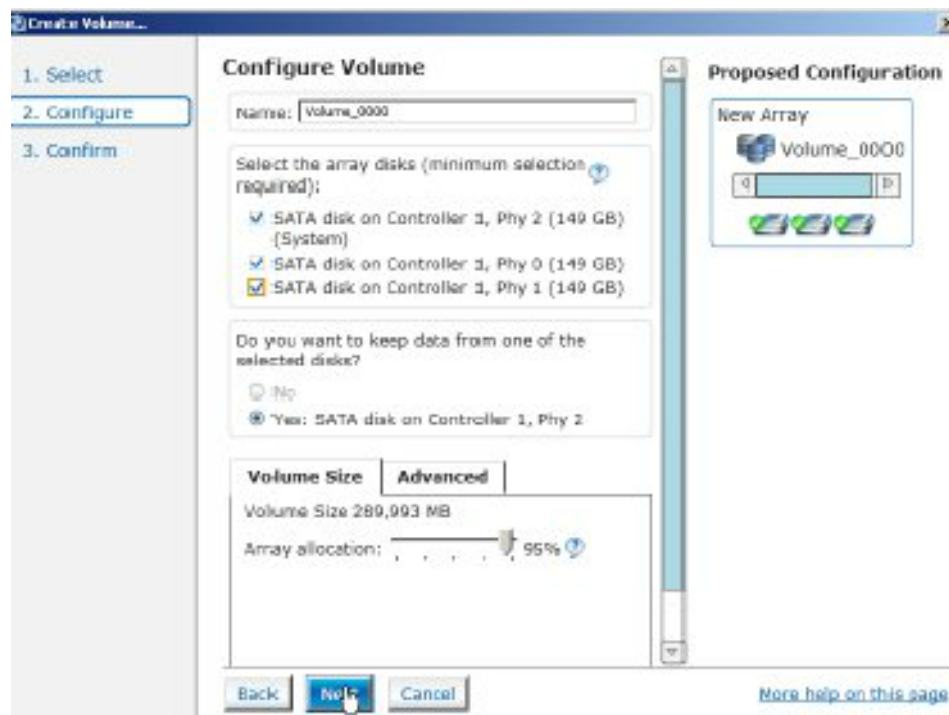 Create Volume...
1. Select
2. Configure
3. Confirm
Configure Volume
Name: Volume_0000
Select the array disks (minimum selection
required):
SATA disk on Controller 1, Phy 2 (149 GB)
(System)
SATA disk on Controller 1, Phy 0 (149 GB)
SATA disk on Controller 1, Phy 1 (149 GB)
Do you want to keep data from one of the
selected disks?
No
Yes: SATA disk on Controller 1, Phy 2
Volume Size
Advanced
Volume Size 289,993 MB
Array allocation: 95%
Back
Next
Cancel
Proposed Configuration
New Array
Volume_0000
More help on this page